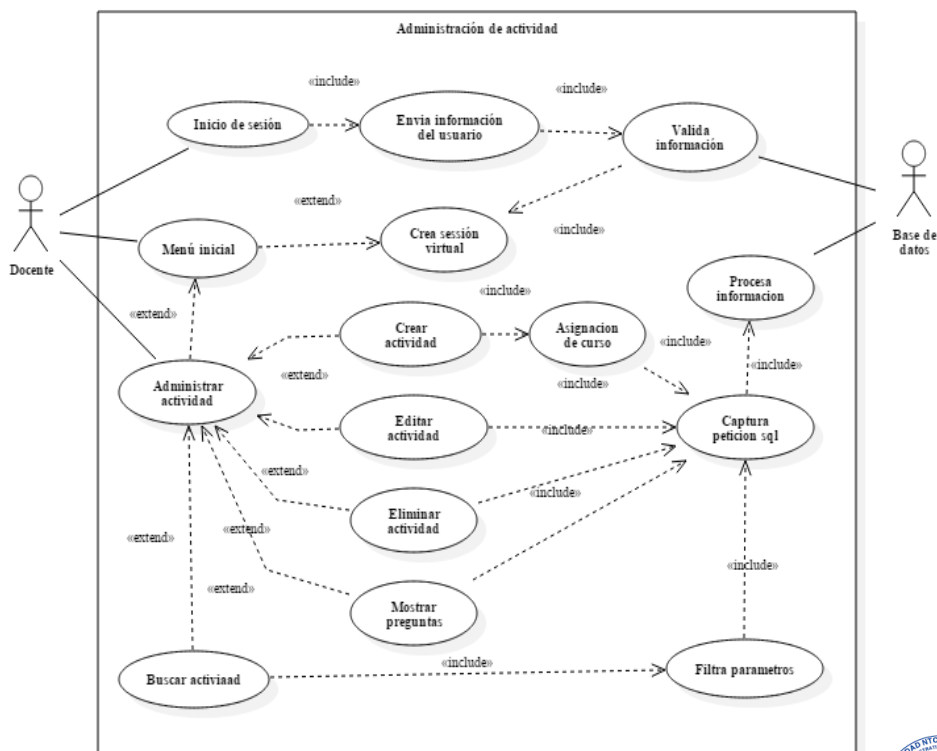 Administración de actividad
«include»
«include»
Inicio de sesión
Envia información
del usuario
Valida
información
«extend»
Menú inicial
Crea sessión
virtual
«include»
Docente
Base de
datos
Procesa
informacion
«extend»
«include»
Crear
actividad
Asignacion
de curso
«include»
«include»
«extend»
«include»
Administrar
actividad
Editar
actividad
«include»
Captura
peticion sql
«extend»
«include»
Eliminar
actividad
«extend»
«extend»
«include»
«extend»
Mostrar
preguntas
«include»
Buscar activiaad
Filtra parametros